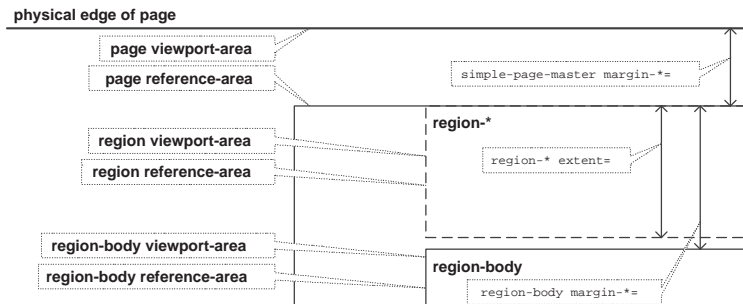 physical edge of page
page viewport-area
page reference-area
simple-page-master margin-*=
region-*
region viewport-area
region-* extent=
region reference-area
region-body viewport-area
region-body
region-body reference-area
region-body margin-*=